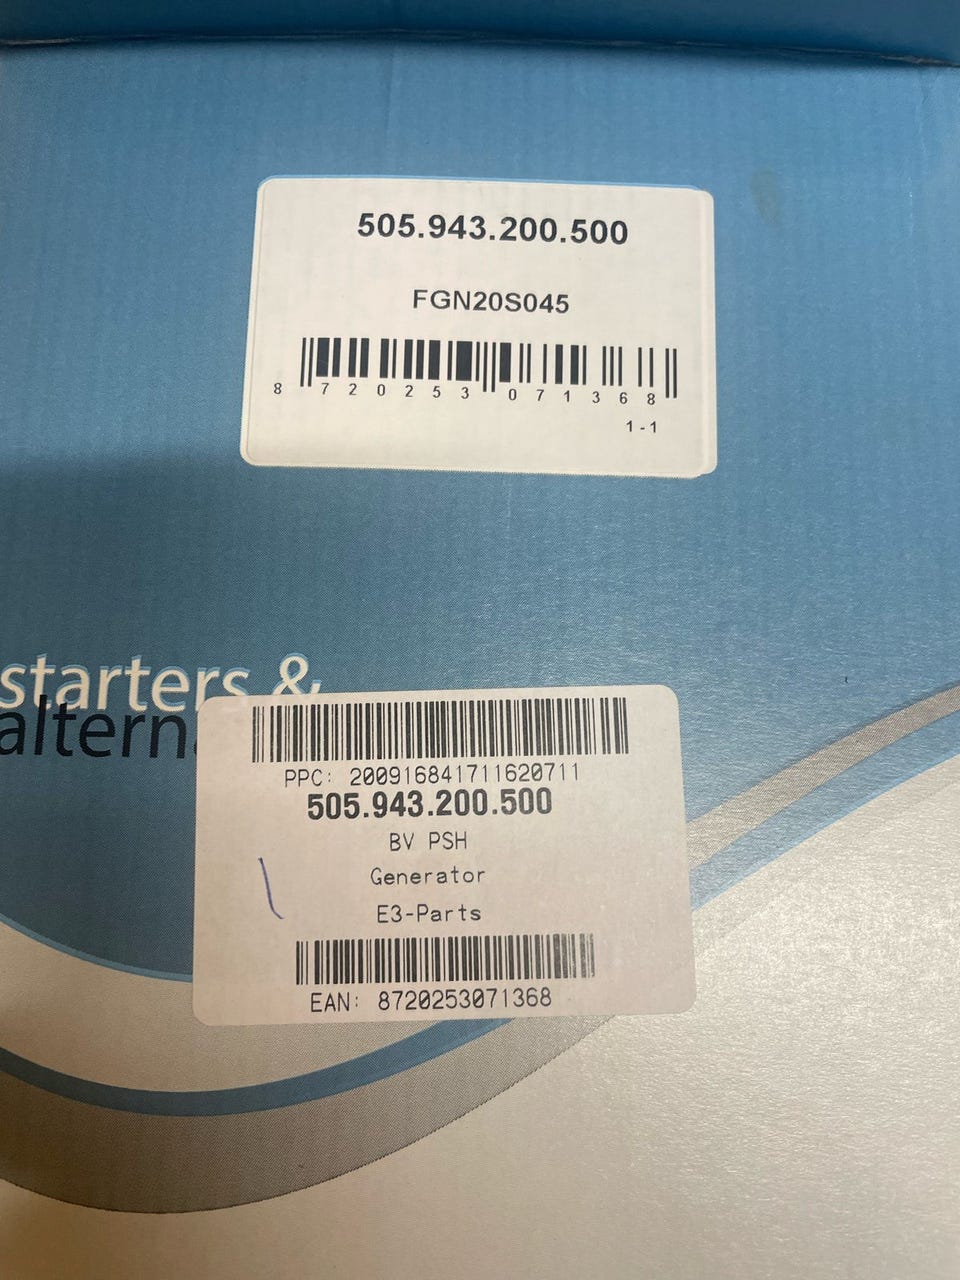 505.943.200.500
FGN20S045
8 720253 071368
1-1
starters &
altern
PPC: 200916841711620711
505.943.200.500
BV PSH
Generator
E3-Parts
EAN: 8720253071368